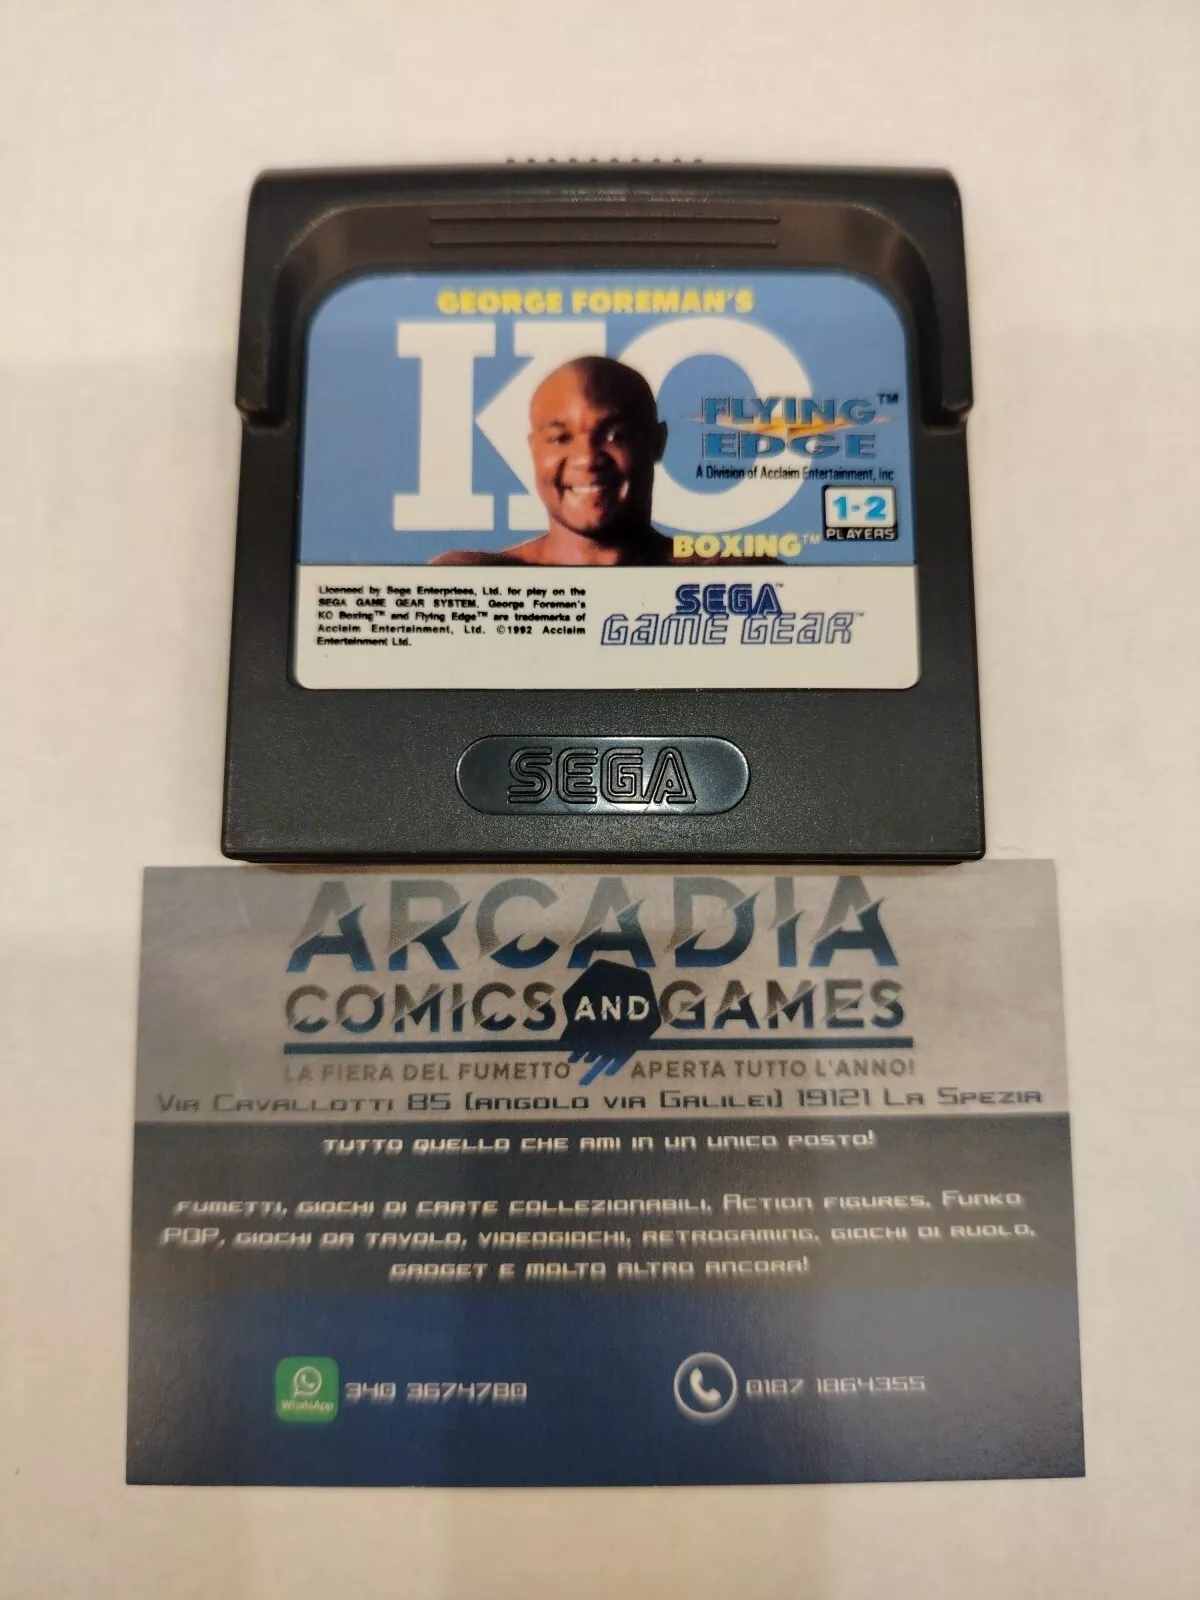 GEORGE FOREMAN'S
KO
FLYING™
EDGE
A Division of Acclaim Entertainment, Inc
1-2
PLAYERS
BOXING™
Licensed by Sega Enterprises, Ltd. for play on the
SEGA GAME GEAR SYSTEM. George Foreman's
KO Boxing™ and Flying Edge™ are trademarks of
Acclaim Entertainment, Ltd. ©1992 Acclaim
Entertainment Ltd.
SEGA™
GAME GEAR™
SEGA
ARCADIA
COMICS AND GAMES
LA FIERA DEL FUMETTO APERTA TUTTO L'ANNO!
Via Cavallotti 85 (angolo via Galilei) 19121 La Spezia
TUTTO QUELLO CHE AMI IN UN UNICO POSTO!
FUMETTI, GIOCHI DI CARTE COLLEZIONABILI, ACTION FIGURES, FUNKO
POP, GIOCHI DA TAVOLO, VIDEOGIOCHI, RETROGAMING, GIOCHI DI RUOLO,
GADGET E MOLTO ALTRO ANCORA!
WhatsApp
340 3674780
0187 1864355